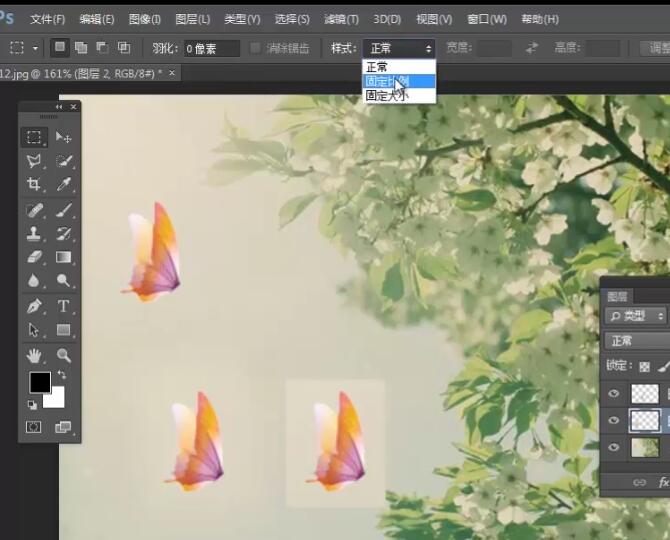 Ps 文件(F) 编辑(E) 图像(I) 图层(L) 类型(Y) 选择(S) 滤镜(T) 3D(D) 视图(V) 窗口(W) 帮助(H)
羽化: 0 像素 消除锯齿 样式: 正常 宽度: 高度: 调整
12.jpg @ 161% (图层 2, RGB/8#) * ×
正常
固定比例
固定大小
图层
类型
正常
锁定:
fx